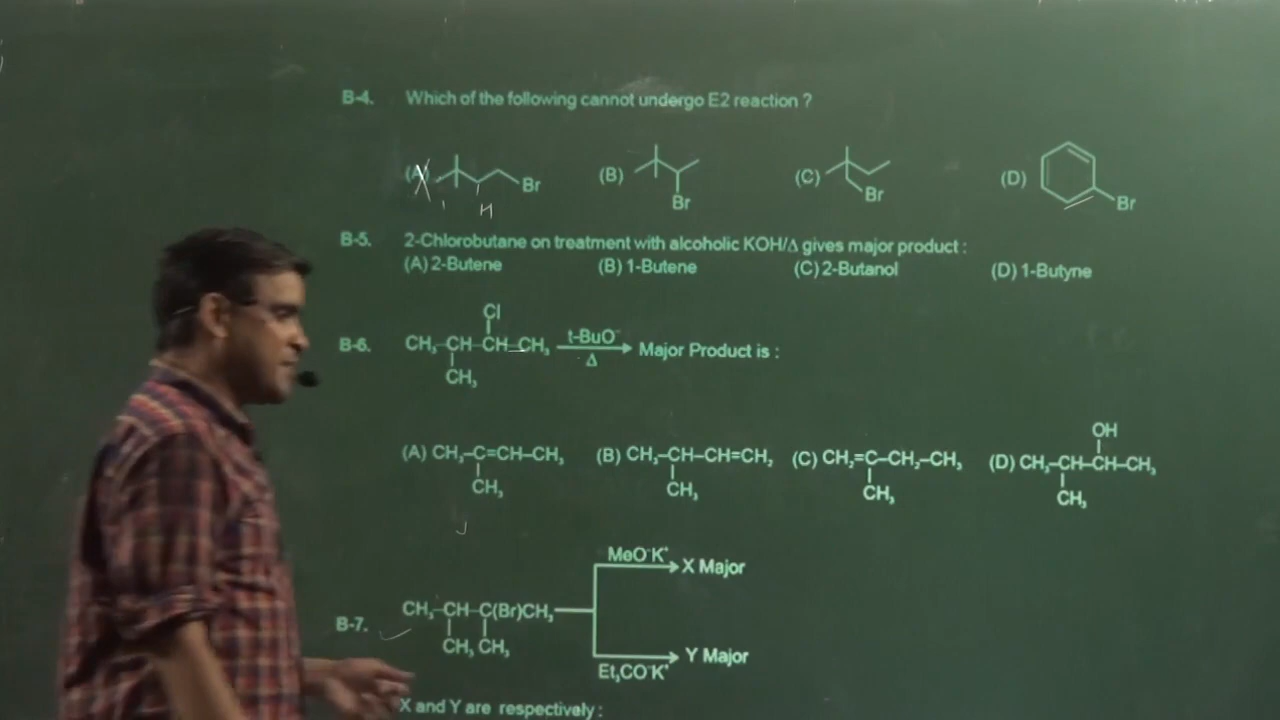 B-4. Which of the following cannot undergo E2 reaction ?
(A) Br (B) Br (C) Br (D) Br
H
B-5. 2-Chlorobutane on treatment with alcoholic KOH/Δ gives major product :
(A) 2-Butene (B) 1-Butene (C) 2-Butanol (D) 1-Butyne
Cl
B-6. CH₃–CH–CH–CH₃ t-BuO⁻ Δ Major Product is :
CH₃
OH
(A) CH₃–C=CH–CH₃ (B) CH₃–CH–CH=CH₂ (C) CH₂=C–CH₂–CH₃ (D) CH₃–CH–CH–CH₃
CH₃ CH₃ CH₃ CH₃
MeO⁻K⁺ X Major
B-7. CH₃–CH–C(Br)CH₃
CH₃ CH₃
Et₃CO⁻K⁺ Y Major
X and Y are respectively :